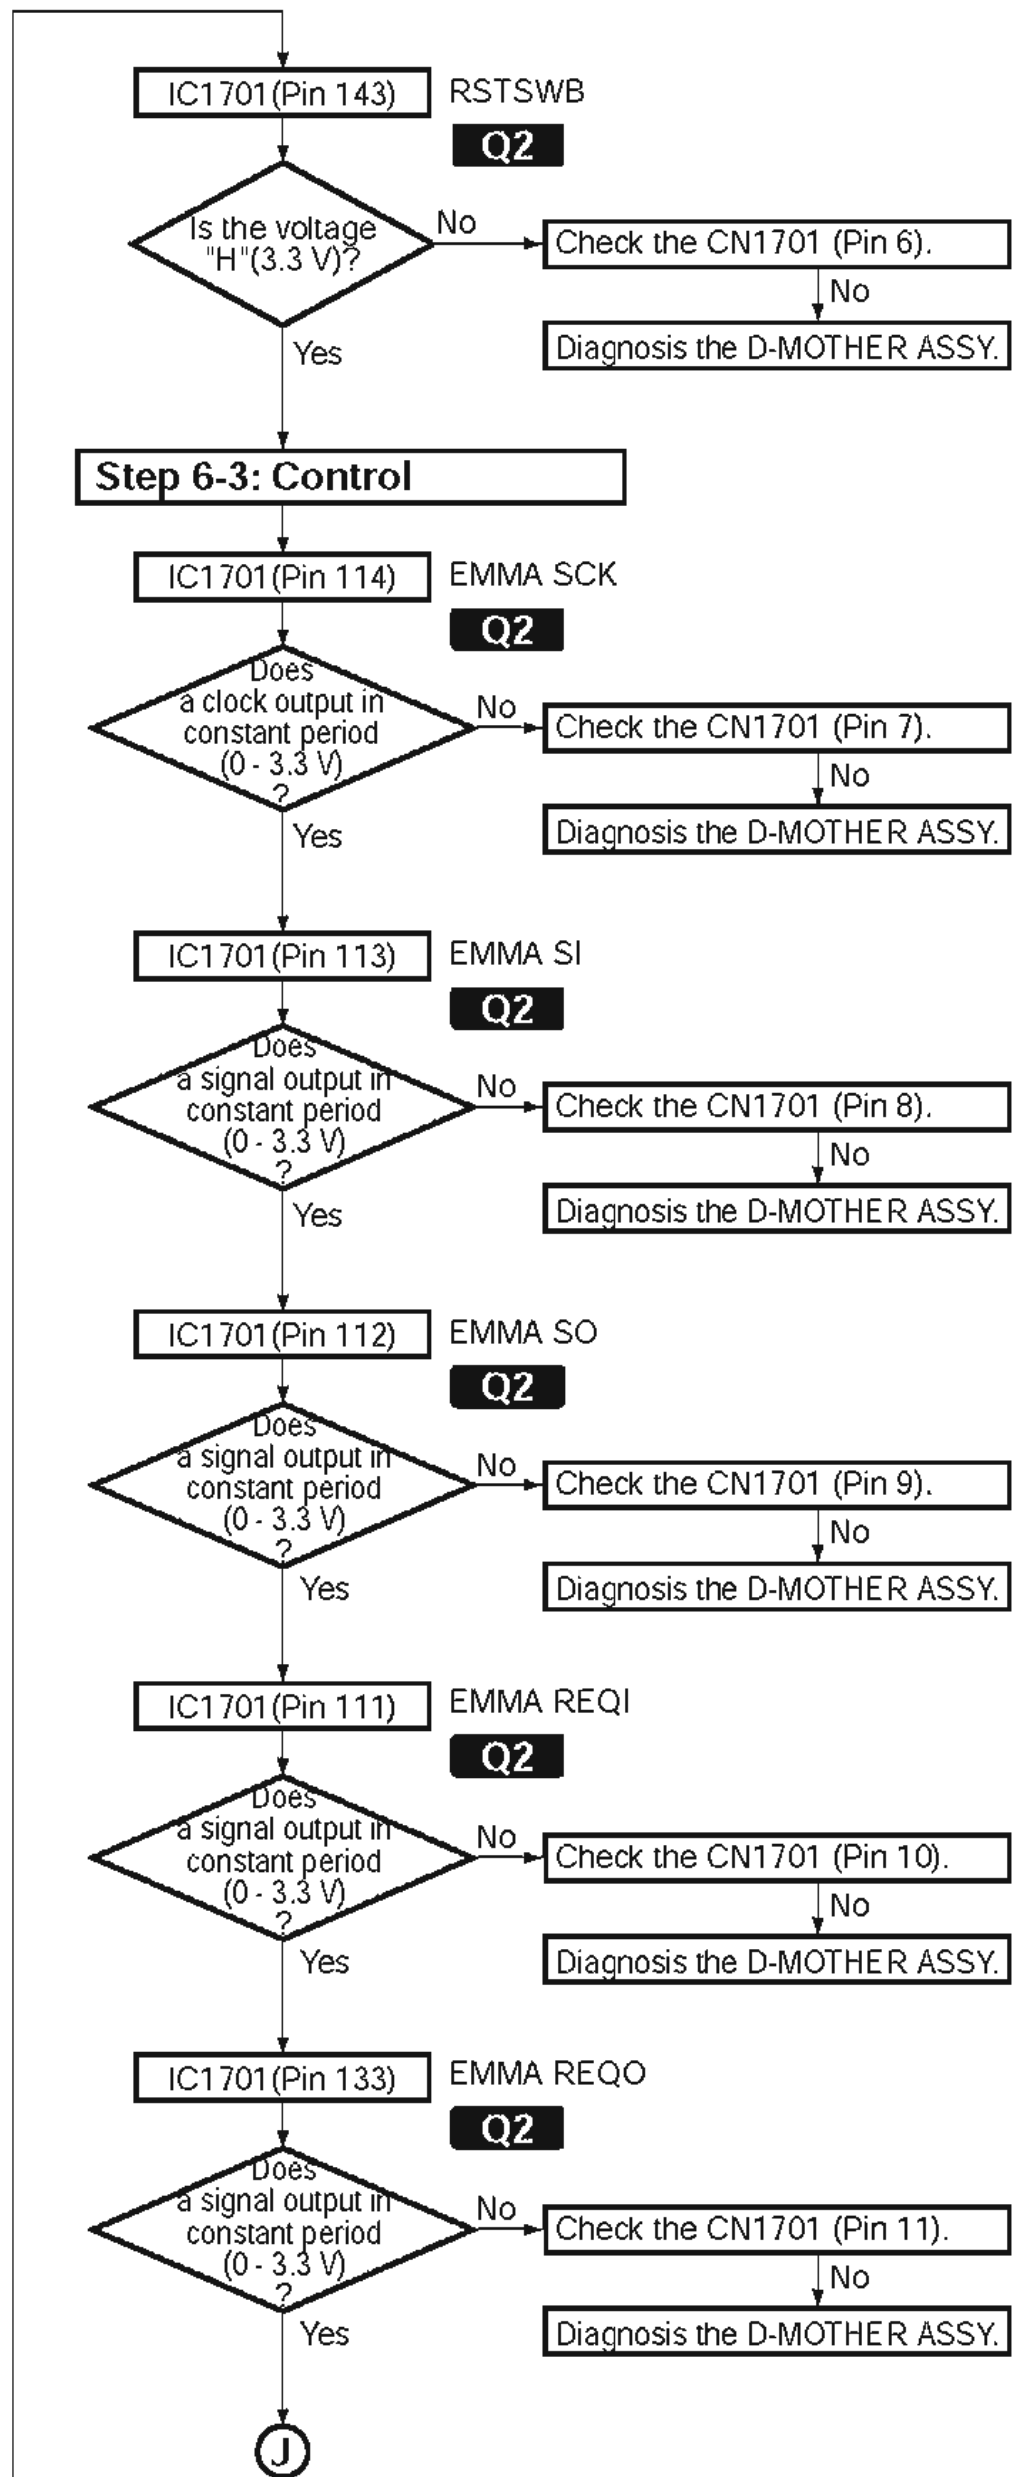 IC1701(Pin 143)
RSTSWB
Q2
Is the voltage
"H"(3.3 V)?
No
Check the CN1701 (Pin 6).
No
Diagnosis the D-MOTHER ASSY.
Yes
Step 6-3: Control
IC1701(Pin 114)
EMMA SCK
Q2
Does
a clock output in
constant period
(0 - 3.3 V)
?
No
Check the CN1701 (Pin 7).
No
Diagnosis the D-MOTHER ASSY.
Yes
IC1701(Pin 113)
EMMA SI
Q2
Does
a signal output in
constant period
(0 - 3.3 V)
?
No
Check the CN1701 (Pin 8).
No
Diagnosis the D-MOTHER ASSY.
Yes
IC1701(Pin 112)
EMMA SO
Q2
Does
a signal output in
constant period
(0 - 3.3 V)
?
No
Check the CN1701 (Pin 9).
No
Diagnosis the D-MOTHER ASSY.
Yes
IC1701(Pin 111)
EMMA REQI
Q2
Does
a signal output in
constant period
(0 - 3.3 V)
?
No
Check the CN1701 (Pin 10).
No
Diagnosis the D-MOTHER ASSY.
Yes
IC1701(Pin 133)
EMMA REQO
Q2
Does
a signal output in
constant period
(0 - 3.3 V)
?
No
Check the CN1701 (Pin 11).
No
Diagnosis the D-MOTHER ASSY.
Yes
J